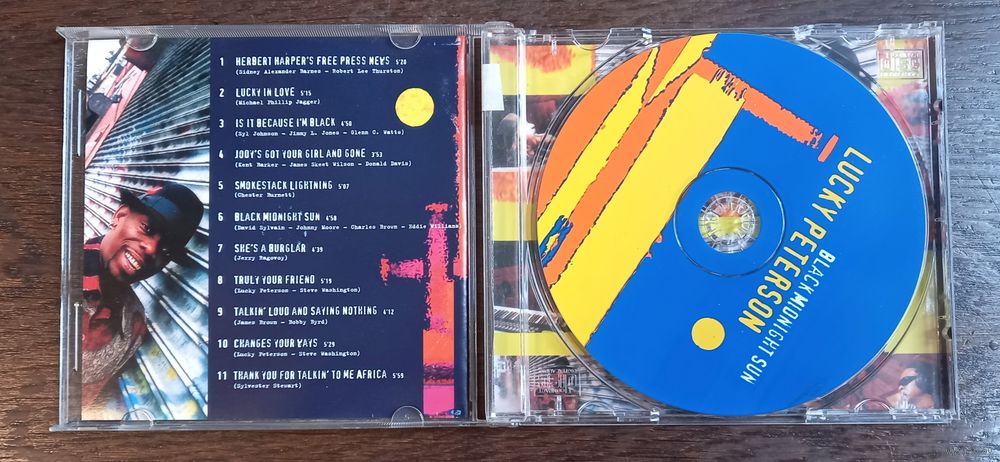 1 HERBERT HARPER'S FREE PRESS NEWS 5'20
(Sidney Alexander Barnes - Robert Lee Thurston)
2 LUCKY IN LOVE 5'15
(Michael Phillip Jagger)
3 IS IT BECAUSE I'M BLACK 4'50
(Syl Johnson - Jimmy L. Jones - Glenn C. Watts)
4 JODY'S GOT YOUR GIRL AND GONE 3'53
(Kent Barker - James Skeet Wilson - Donald Davis)
5 SMOKESTACK LIGHTNING 5'07
(Chester Burnett)
6 BLACK MIDNIGHT SUN 4'58
(David Sylvain - Johnny Moore - Charles Brown - Eddie Williams
7 SHE'S A BURGLAR 4'39
(Jerry Ragovoy)
8 TRULY YOUR FRIEND 5'19
(Lucky Peterson - Steve Washington)
9 TALKIN' LOUD AND SAYING NOTHING 4'12
(James Brown - Bobby Byrd)
10 CHANGES YOUR WAYS 5'29
(Lucky Peterson - Steve Washington)
11 THANK YOU FOR TALKIN' TO ME AFRICA 5'59
(Sylvester Stewart)
LUCKY PETERSON
BLACK MIDNIGHT SUN